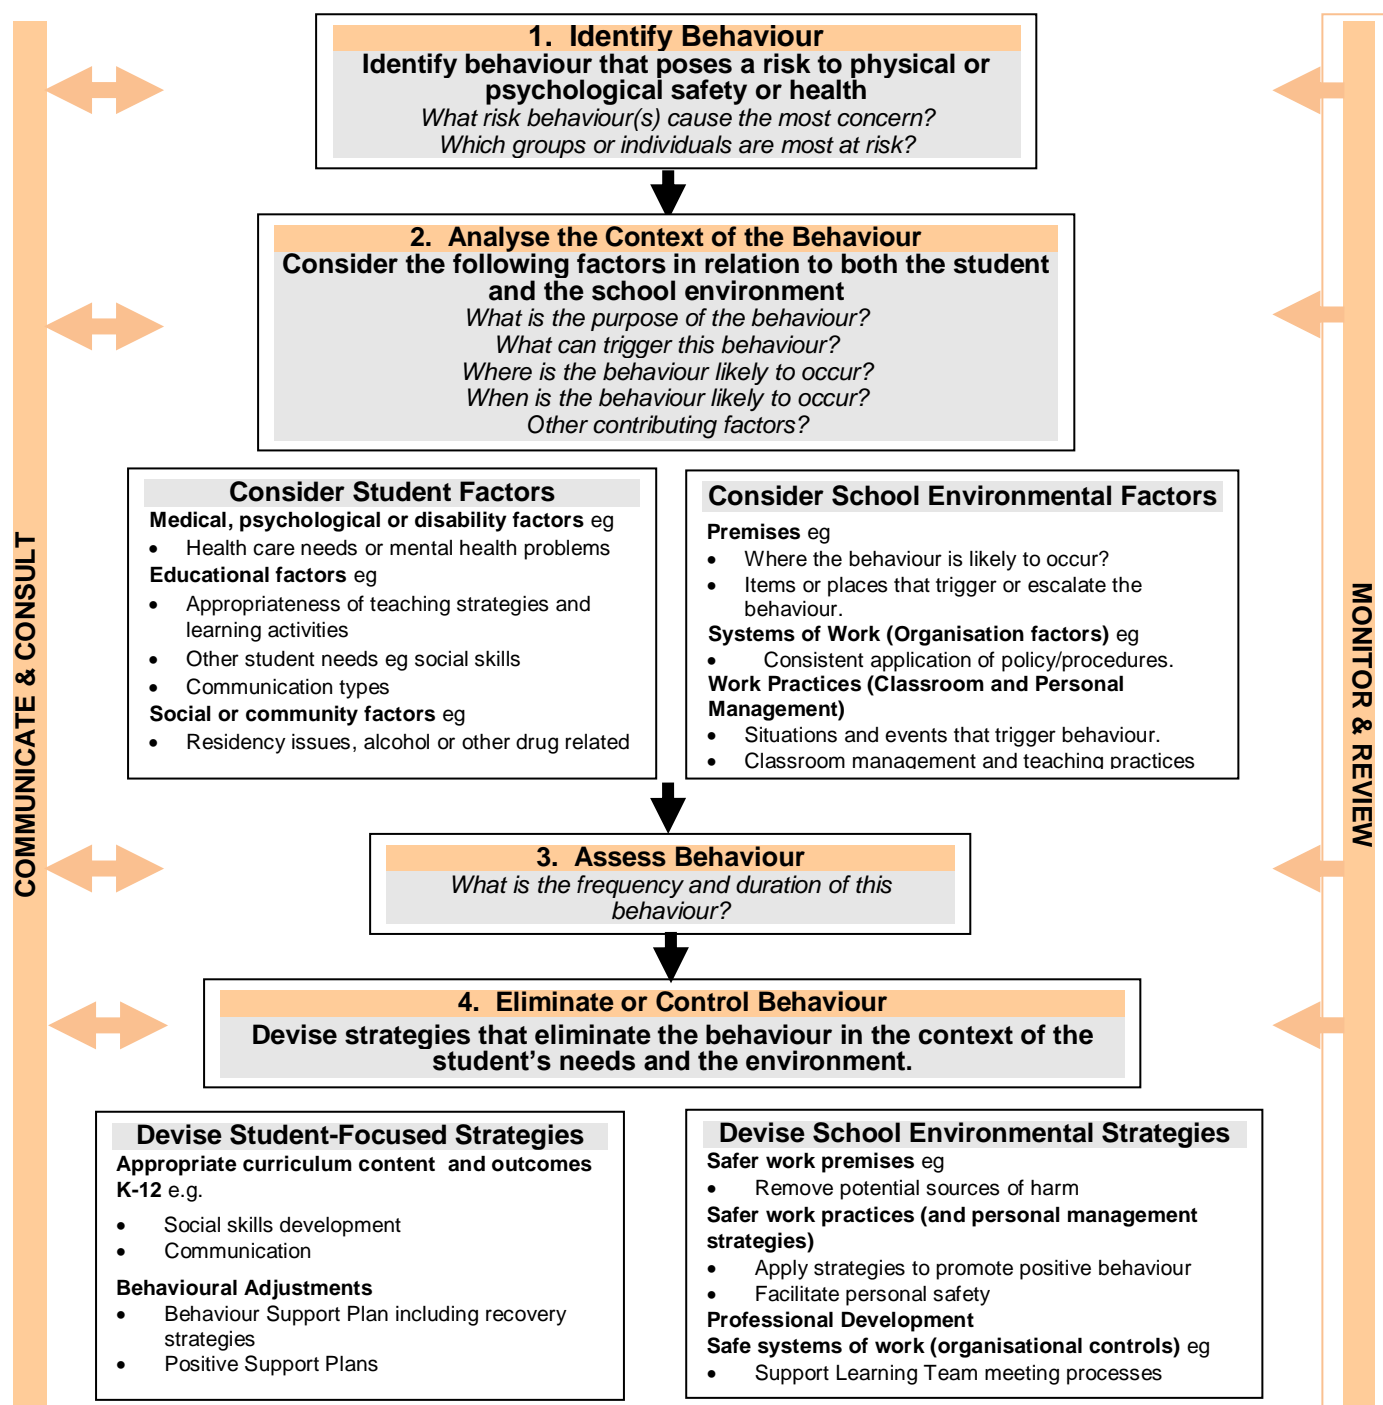 1. Identify Behaviour
Identify behaviour that poses a risk to physical or
psychological safety or health
What risk behaviour(s) cause the most concern?
Which groups or individuals are most at risk?
2. Analyse the Context of the Behaviour
Consider the following factors in relation to both the student
and the school environment
What is the purpose of the behaviour?
What can trigger this behaviour?
Where is the behaviour likely to occur?
When is the behaviour likely to occur?
Other contributing factors?
Consider Student Factors
Medical, psychological or disability factors eg
• Health care needs or mental health problems
Educational factors eg
• Appropriateness of teaching strategies and
learning activities
• Other student needs eg social skills
• Communication types
Social or community factors eg
• Residency issues, alcohol or other drug related
Consider School Environmental Factors
Premises eg
• Where the behaviour is likely to occur?
• Items or places that trigger or escalate the
behaviour.
Systems of Work (Organisation factors) eg
• Consistent application of policy/procedures.
Work Practices (Classroom and Personal
Management)
• Situations and events that trigger behaviour.
• Classroom management and teaching practices
3. Assess Behaviour
What is the frequency and duration of this
behaviour?
4. Eliminate or Control Behaviour
Devise strategies that eliminate the behaviour in the context of the
student’s needs and the environment.
Devise Student-Focused Strategies
Appropriate curriculum content and outcomes
K-12 e.g.
• Social skills development
• Communication
Behavioural Adjustments
• Behaviour Support Plan including recovery
strategies
• Positive Support Plans
Devise School Environmental Strategies
Safer work premises eg
• Remove potential sources of harm
Safer work practices (and personal management
strategies)
• Apply strategies to promote positive behaviour
• Facilitate personal safety
Professional Development
Safe systems of work (organisational controls) eg
• Support Learning Team meeting processes
COMMUNICATE & CONSULT
MONITOR & REVIEW